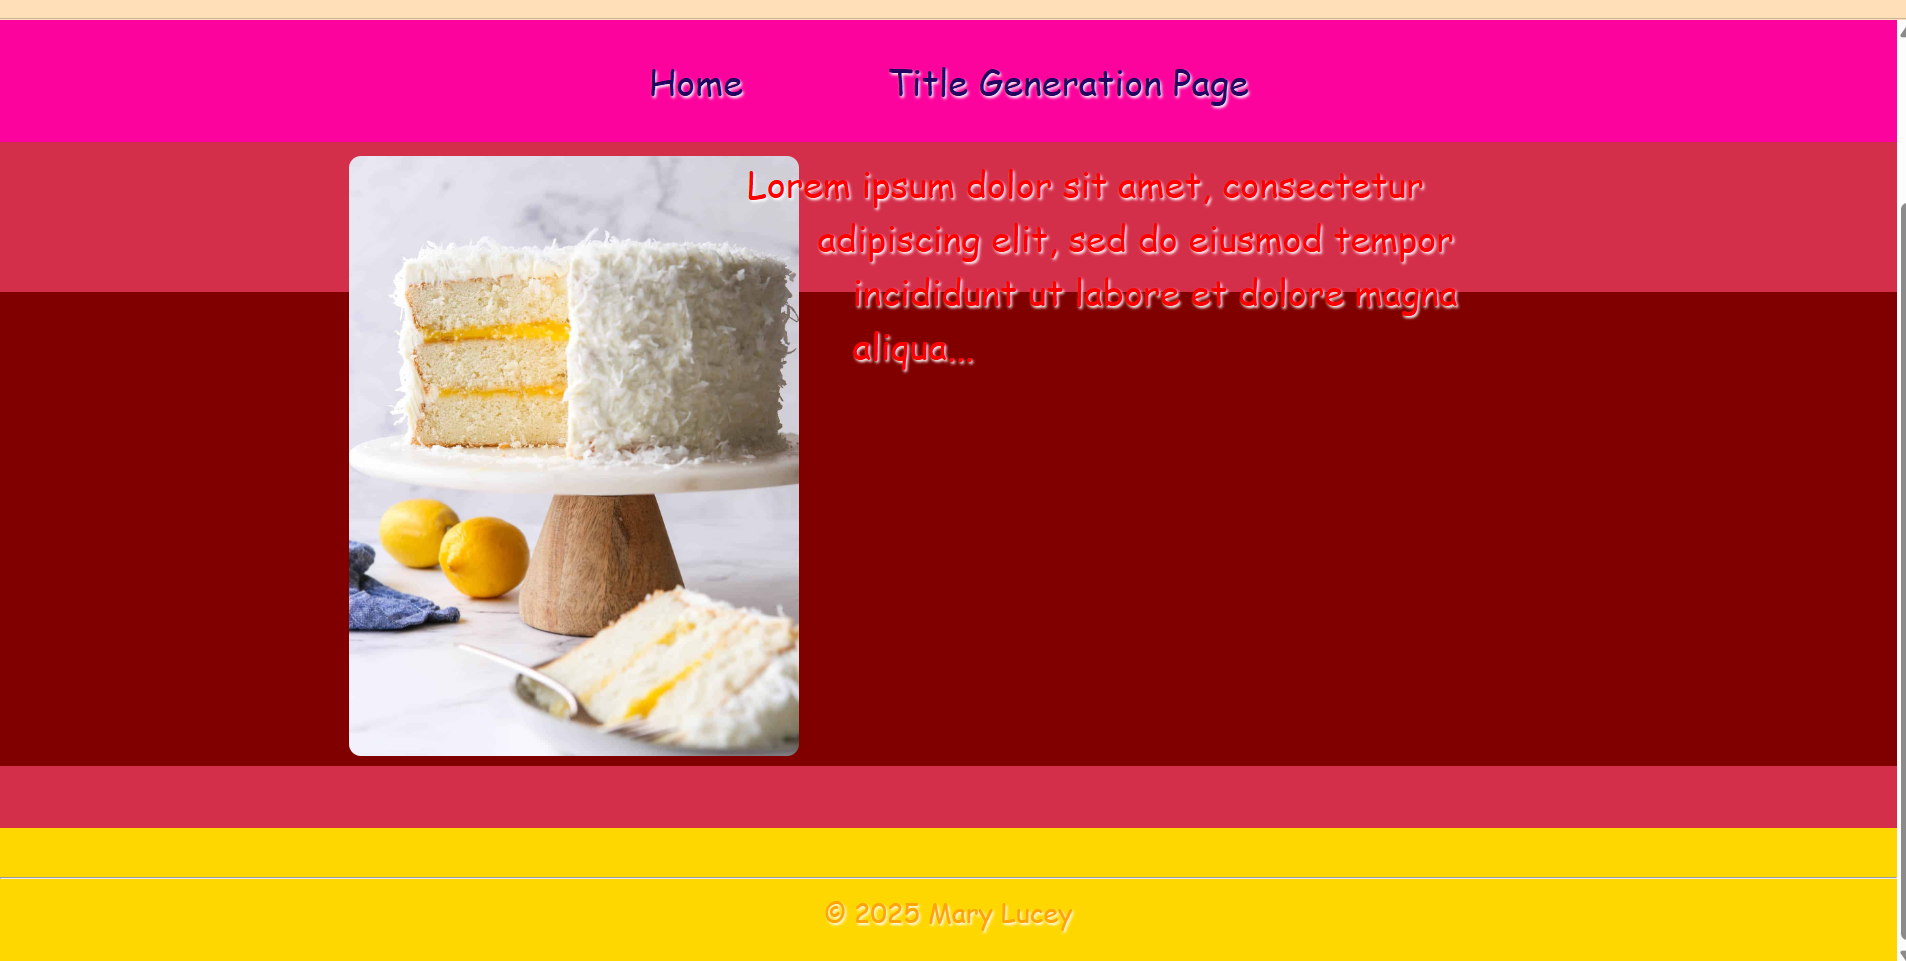 Home
Title Generation Page
Lorem ipsum dolor sit amet, consectetur
adipiscing elit, sed do eiusmod tempor
incididunt ut labore et dolore magna
aliqua...
© 2025 Mary Lucey